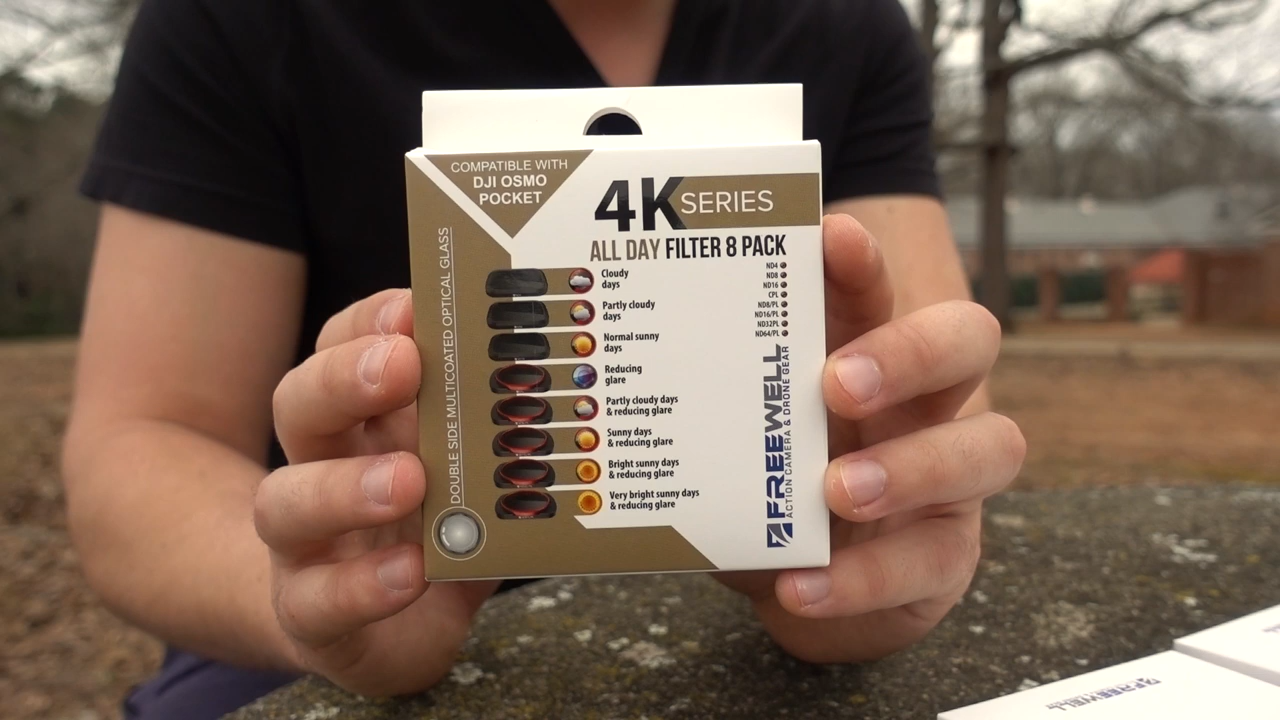 COMPATIBLE WITH
DJI OSMO
POCKET
4K SERIES
ALL DAY FILTER 8 PACK
DOUBLE SIDE MULTICOATED OPTICAL GLASS
Cloudy
days
Partly cloudy
days
Normal sunny
days
Reducing
glare
Partly cloudy days
& reducing glare
Sunny days
& reducing glare
Bright sunny days
& reducing glare
Very bright sunny days
& reducing glare
ND4
ND8
ND16
CPL
ND8/PL
ND16/PL
ND32PL
ND64/PL
FREEWELL
ACTION CAMERA & DRONE GEAR
FREEWELL